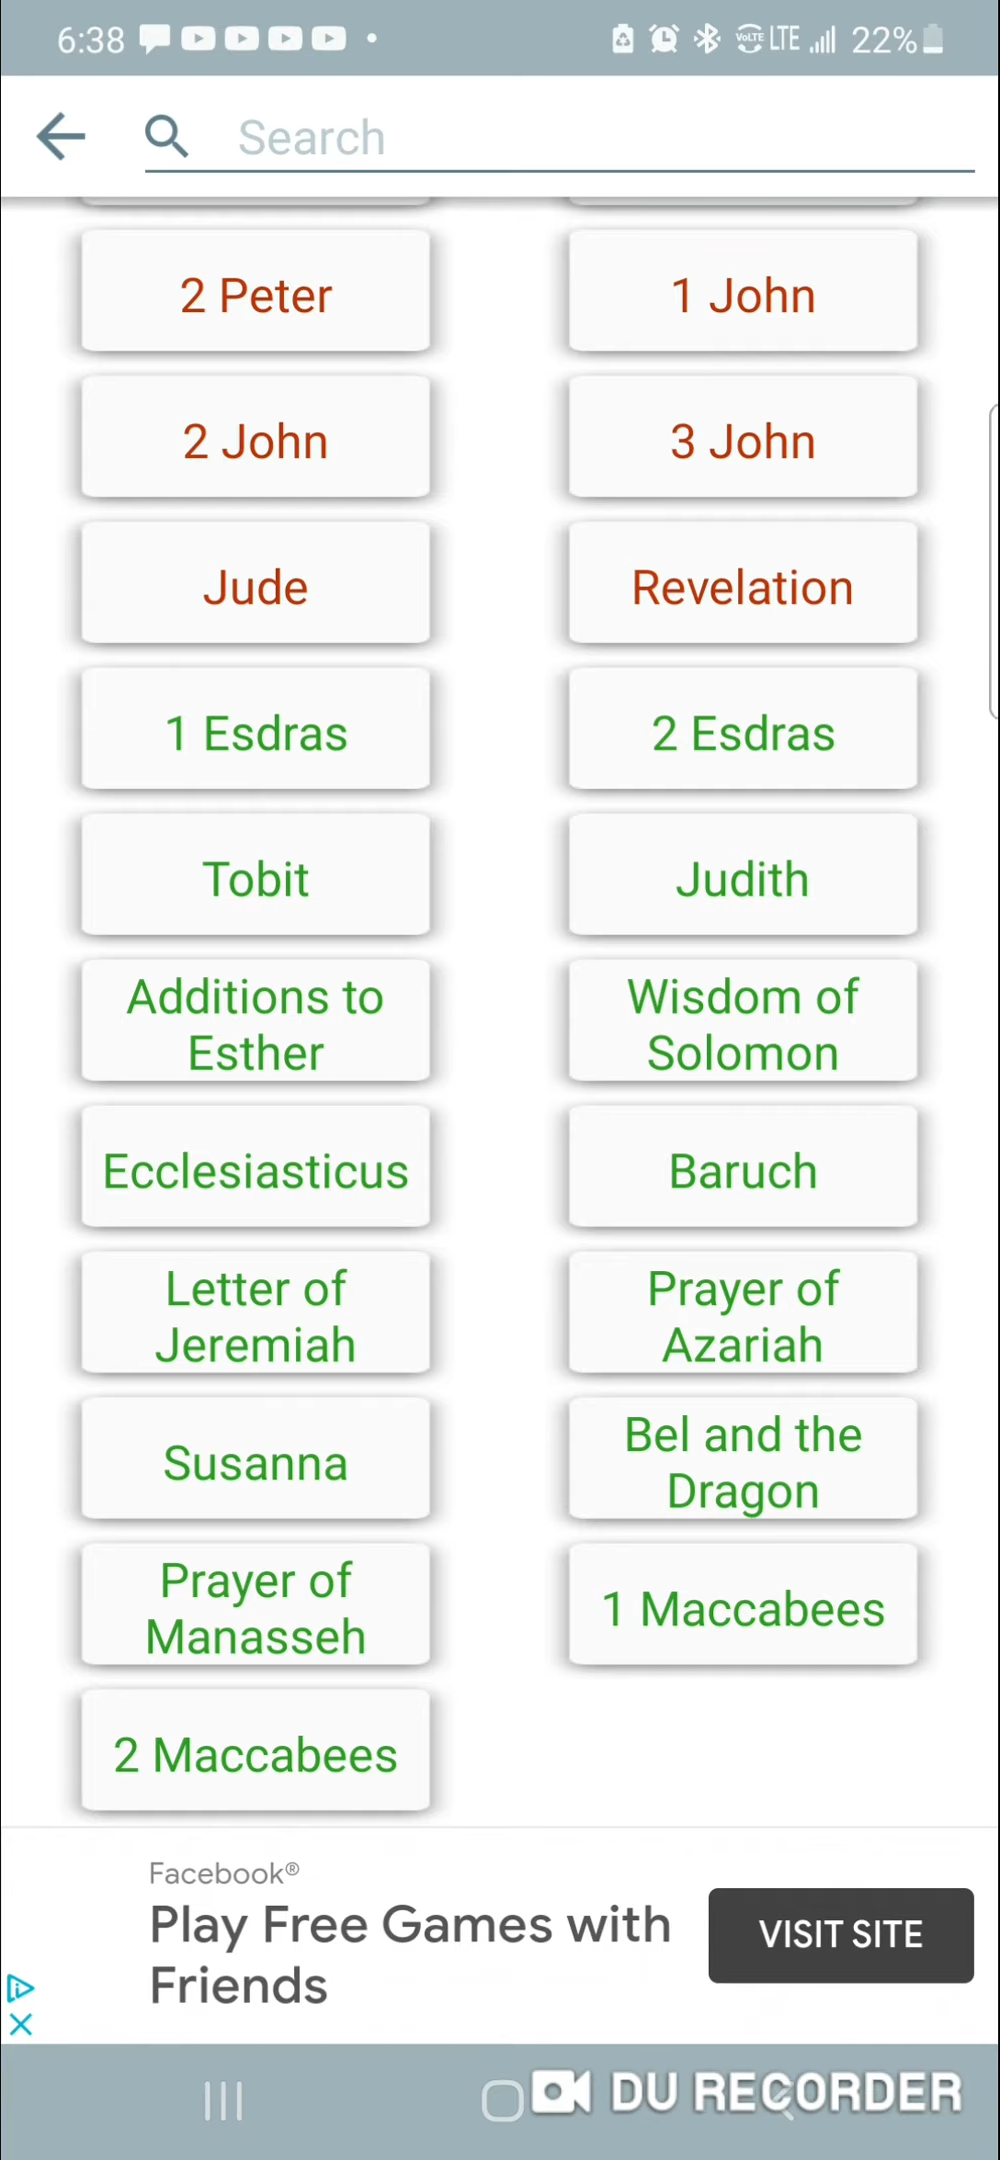 6:38 VoLTE LTE 22%
Search
2 Peter
1 John
2 John
3 John
Jude
Revelation
1 Esdras
2 Esdras
Tobit
Judith
Additions to
Esther
Wisdom of
Solomon
Ecclesiasticus
Baruch
Letter of
Jeremiah
Prayer of
Azariah
Susanna
Bel and the
Dragon
Prayer of
Manasseh
1 Maccabees
2 Maccabees
Facebook®
Play Free Games with
Friends
VISIT SITE
DU RECORDER